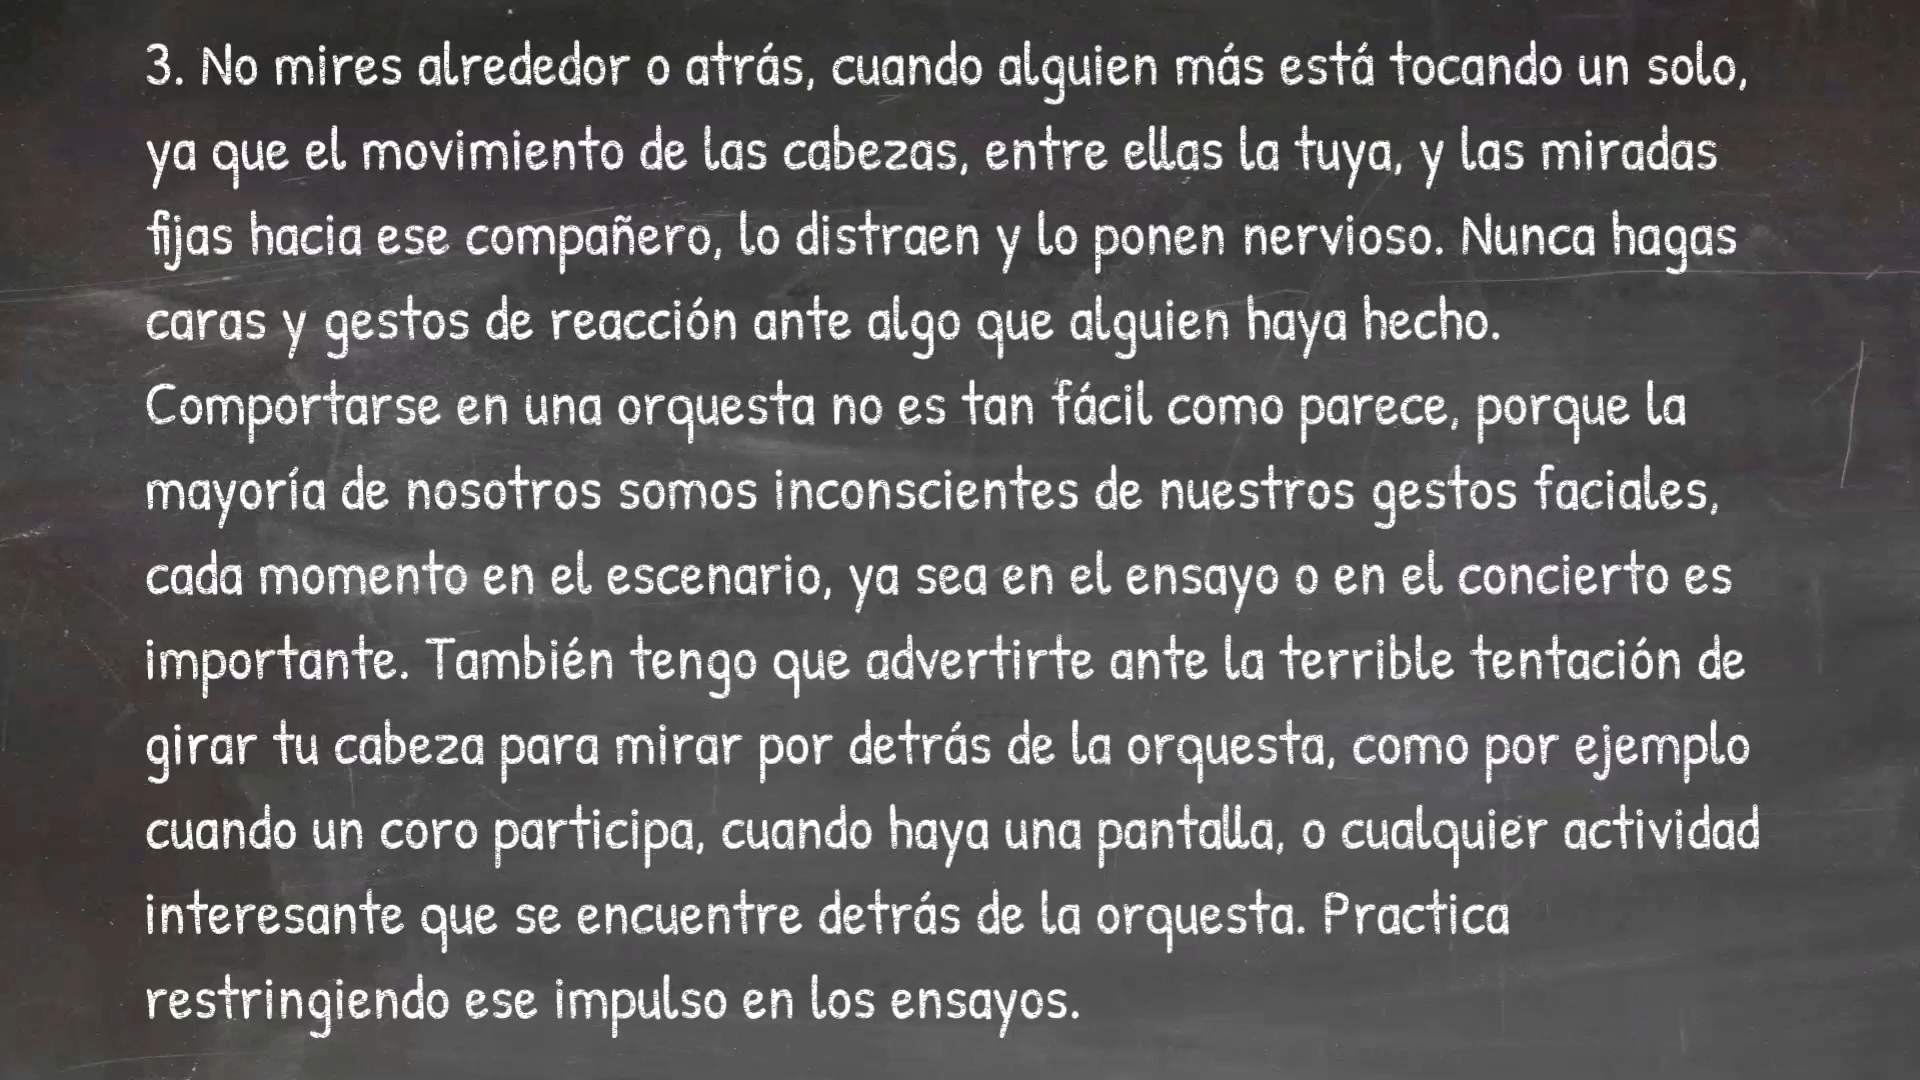 3. No mires alrededor o atrás, cuando alguien más está tocando un solo,
ya que el movimiento de las cabezas, entre ellas la tuya, y las miradas
fijas hacia ese compañero, lo distraen y lo ponen nervioso. Nunca hagas
caras y gestos de reacción ante algo que alguien haya hecho.
Comportarse en una orquesta no es tan fácil como parece, porque la
mayoría de nosotros somos inconscientes de nuestros gestos faciales,
cada momento en el escenario, ya sea en el ensayo o en el concierto es
importante. También tengo que advertirte ante la terrible tentación de
girar tu cabeza para mirar por detrás de la orquesta, como por ejemplo
cuando un coro participa, cuando haya una pantalla, o cualquier actividad
interesante que se encuentre detrás de la orquesta. Practica
restringiendo ese impulso en los ensayos.